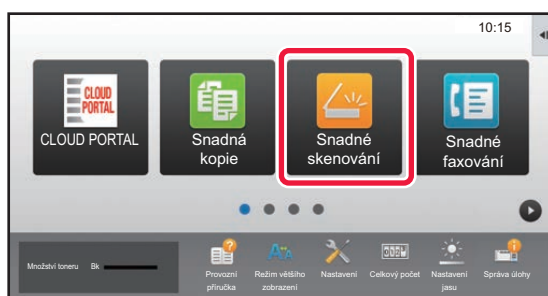 10:15
CLOUD
PORTAL
CLOUD PORTAL
Snadná
kopie
Snadné
skenování
Snadné
faxování
Množství toneru Bk
Provozní
příručka
Režim většího
zobrazení
Nastavení
Celkový počet
Nastavení
jasu
Správa úlohy